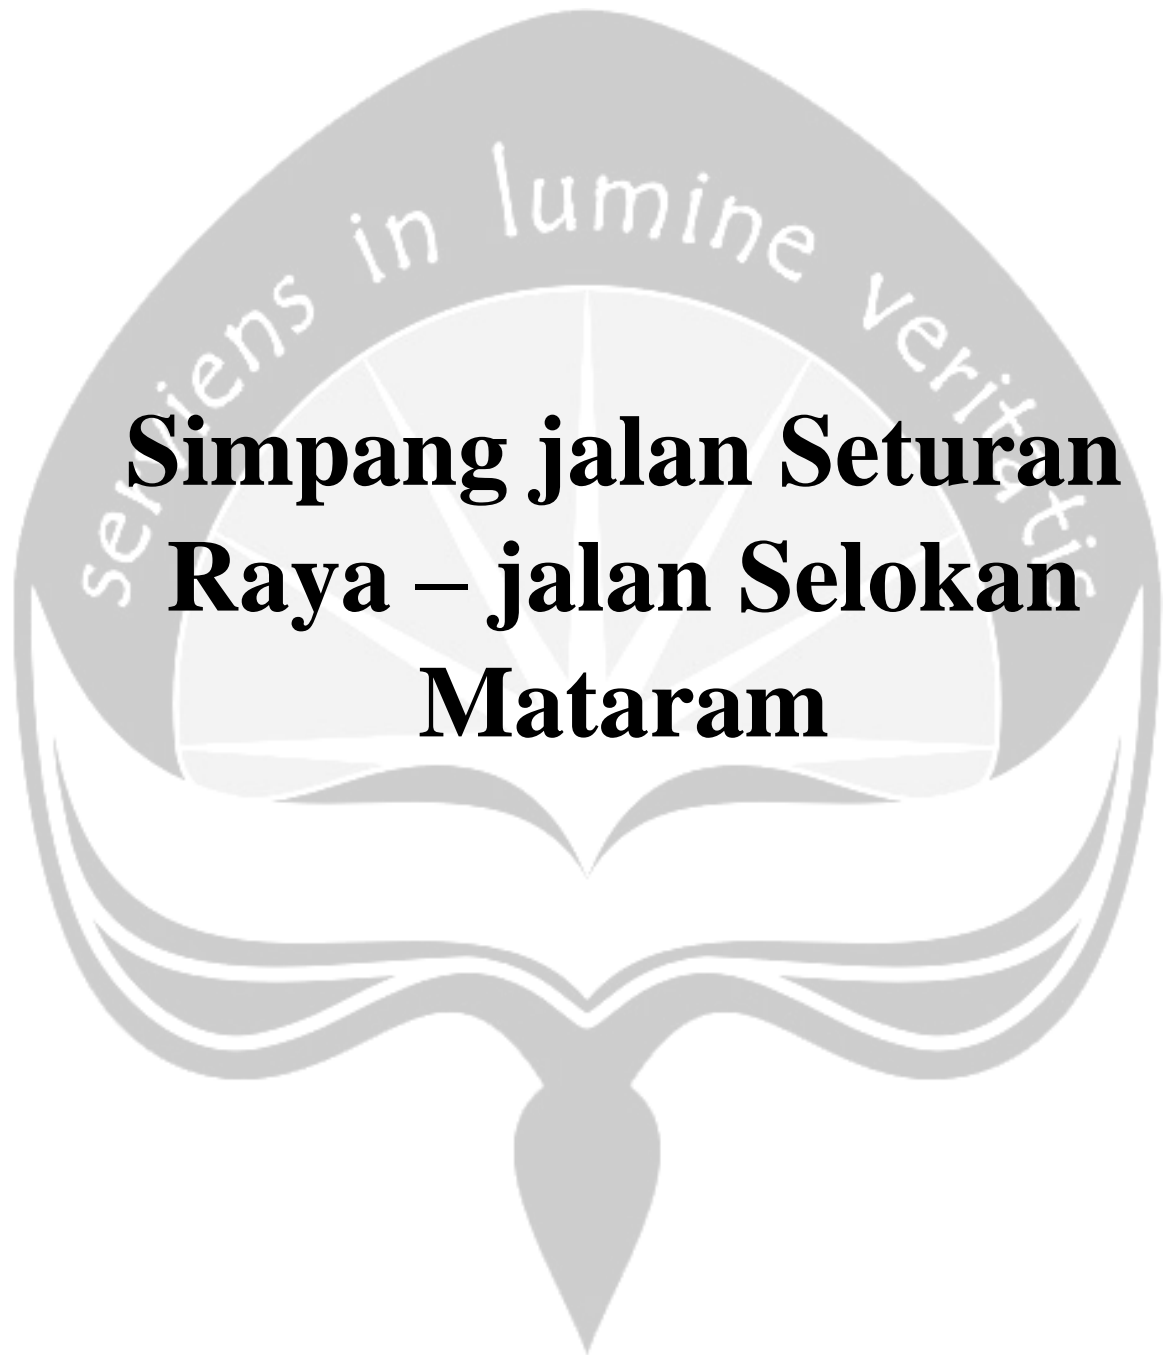 serviens in lumine veritatis
Simpang jalan Seturan
Raya – jalan Selokan
Mataram